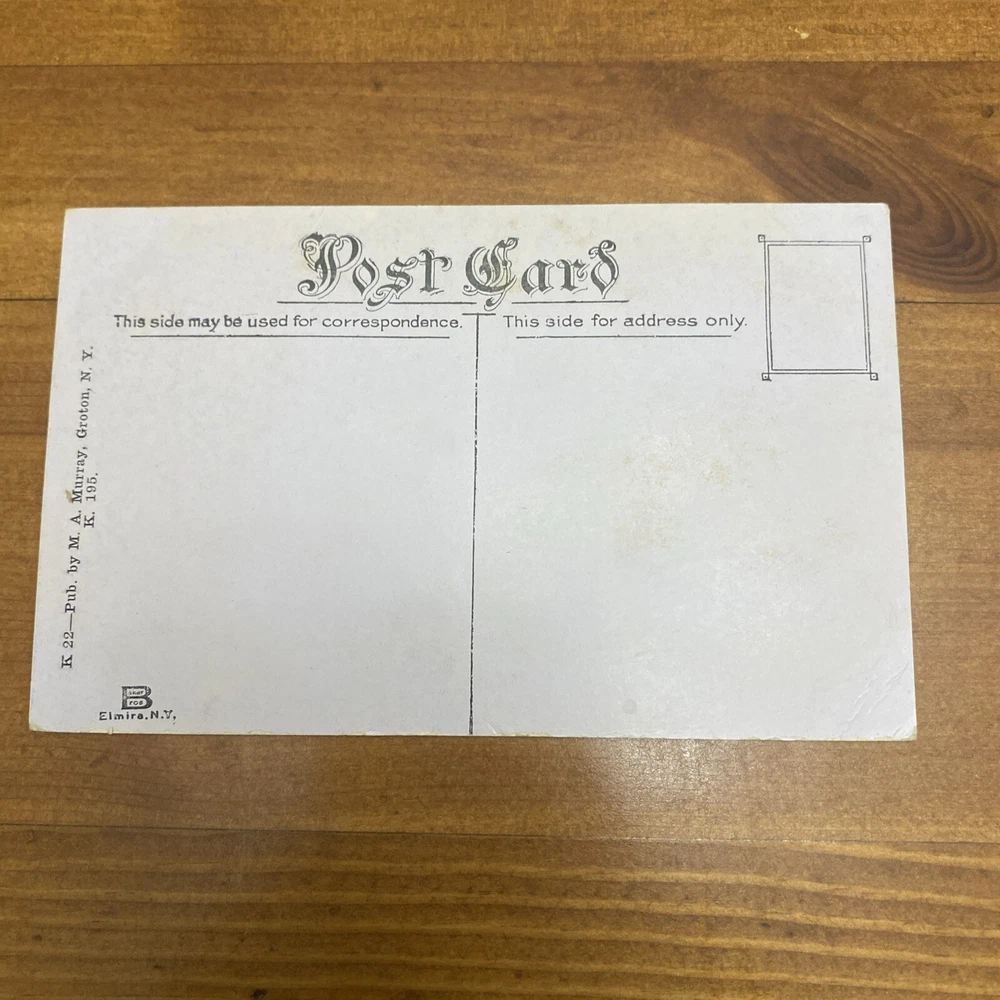 Post Card
This side may be used for correspondence.
This side for address only.
K 22—Pub. by M. A. Murray, Groton, N. Y.
K. 195.
B
Elmira, N.Y.